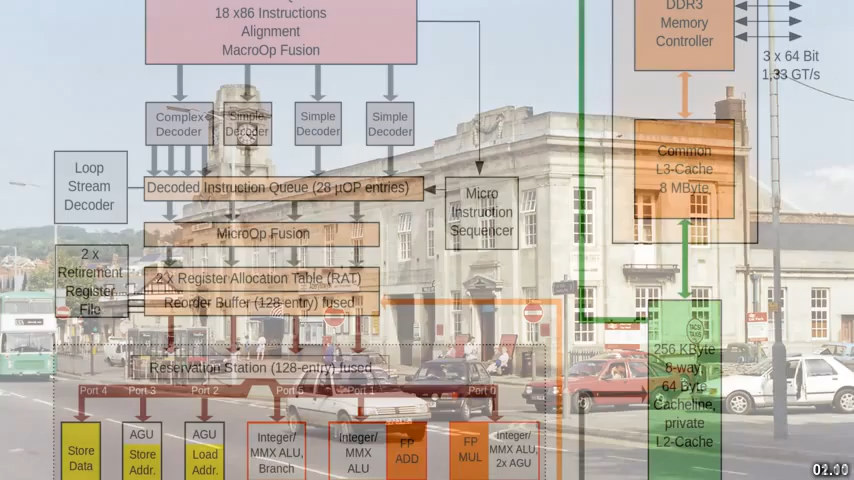 18 x86 Instructions
Alignment
MacroOp Fusion
Complex
Decoder
Simple
Decoder
Simple
Decoder
Simple
Decoder
Loop
Stream
Decoder
Decoded Instruction Queue (28 µOP entries)
Micro
Instruction
Sequencer
MicroOp Fusion
2 x
Retirement
Register
File
2 x Register Allocation Table (RAT)
Reorder Buffer (128-entry) fused
Reservation Station (128-entry) fused
Port 4
Port 3
Port 2
Port 5
Port 1
Port 0
Store
Data
AGU
Store
Addr.
AGU
Load
Addr.
Integer/
MMX ALU,
Branch
Integer/
MMX
ALU
FP
ADD
FP
MUL
Integer/
MMX ALU,
2x AGU
DDR3
Memory
Controller
3 x 64 Bit
1,33 GT/s
Common
L3-Cache
8 MByte
256 KByte
8-way,
64 Byte
Cacheline,
private
L2-Cache